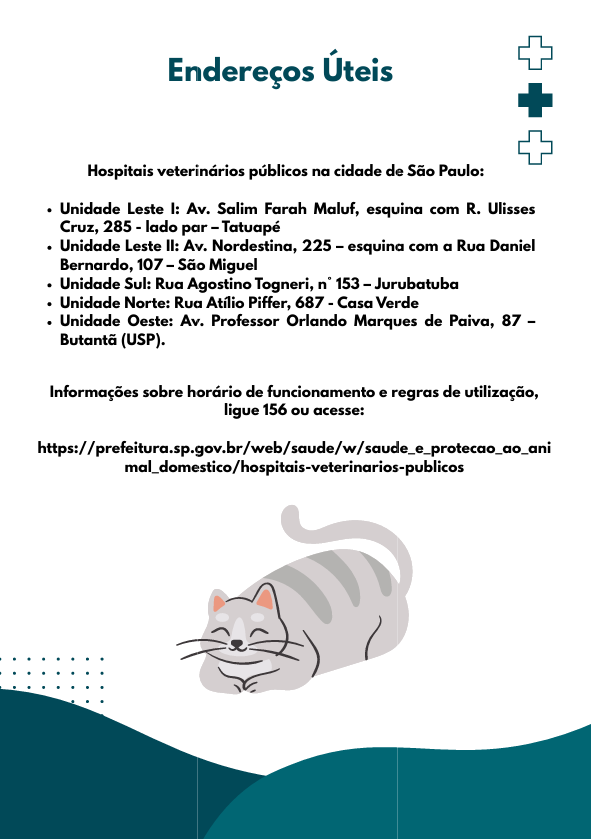 Endereços Úteis
Hospitais veterinários públicos na cidade de São Paulo:
• Unidade Leste I: Av. Salim Farah Maluf, esquina com R. Ulisses
Cruz, 285 - lado par – Tatuapé
• Unidade Leste II: Av. Nordestina, 225 – esquina com a Rua Daniel
Bernardo, 107 – São Miguel
• Unidade Sul: Rua Agostino Togneri, n° 153 – Jurubatuba
• Unidade Norte: Rua Atílio Piffer, 687 - Casa Verde
• Unidade Oeste: Av. Professor Orlando Marques de Paiva, 87 –
Butantã (USP).
Informações sobre horário de funcionamento e regras de utilização,
ligue 156 ou acesse:
https://prefeitura.sp.gov.br/web/saude/w/saude_e_protecao_ao_ani
mal_domestico/hospitais-veterinarios-publicos